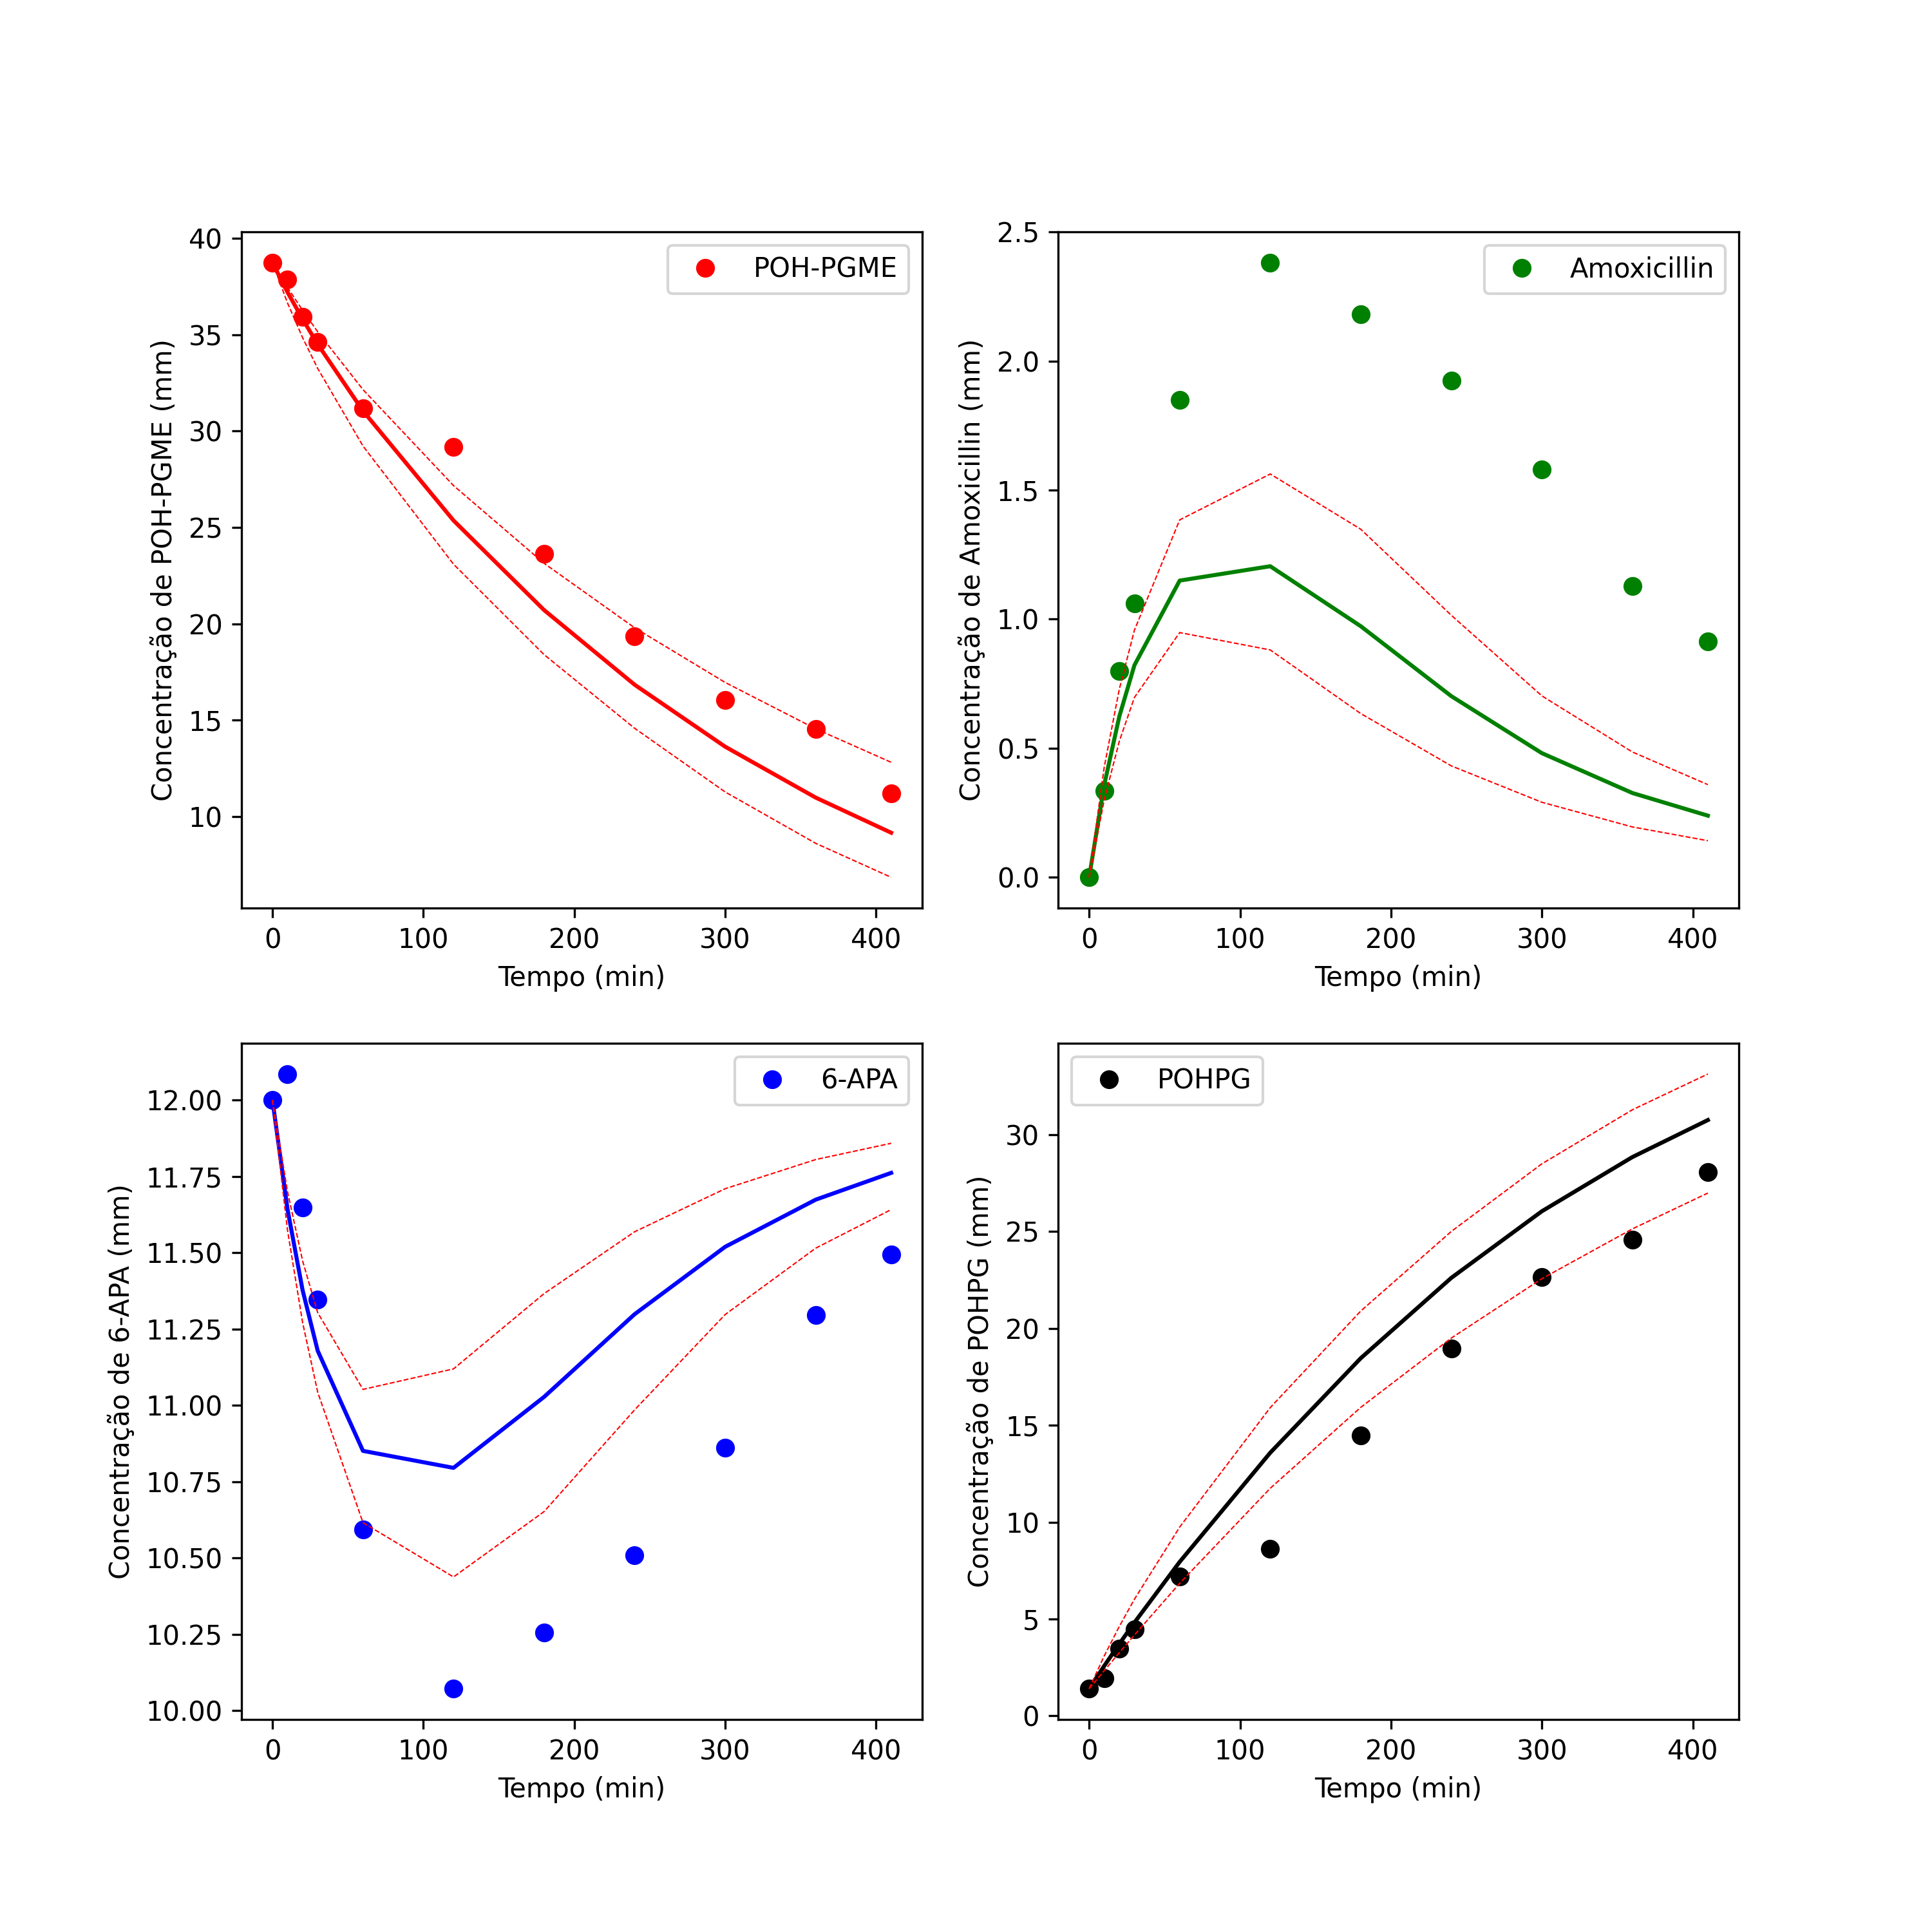 POH-PGME
40
35
30
25
20
15
10
Concentração de POH-PGME (mm)
0 100 200 300 400
Tempo (min)
Amoxicillin
2.5
2.0
1.5
1.0
0.5
0.0
Concentração de Amoxicillin (mm)
0 100 200 300 400
Tempo (min)
6-APA
12.00
11.75
11.50
11.25
11.00
10.75
10.50
10.25
10.00
Concentração de 6-APA (mm)
0 100 200 300 400
Tempo (min)
POHPG
30
25
20
15
10
5
0
Concentração de POHPG (mm)
0 100 200 300 400
Tempo (min)